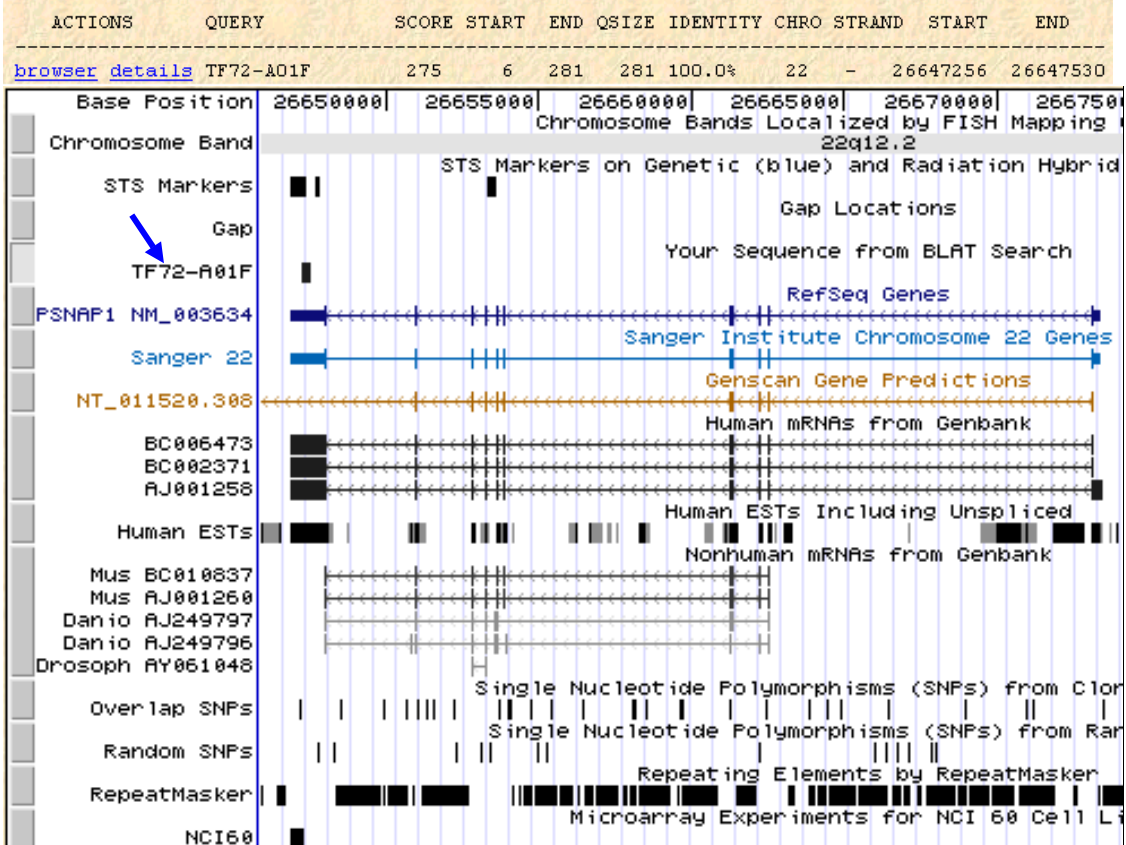 ACTIONS QUERY SCORE START END QSIZE IDENTITY CHRO STRAND START END
browser details TF72-A01F 275 6 281 281 100.0% 22 - 26647256 26647530
Base Position 26650000| 26655000| 26660000| 26665000| 26670000| 2667500
Chromosome Bands Localized by FISH Mapping
Chromosome Band 22q12.2
STS Markers on Genetic (blue) and Radiation Hybrid
STS Markers
Gap Locations
Gap
Your Sequence from BLAT Search
TF72-A01F
RefSeq Genes
PSNAP1 NM_003634
Sanger Institute Chromosome 22 Genes
Sanger 22
Genscan Gene Predictions
NT_011520.308
Human mRNAs from Genbank
BC006473
BC002371
AJ001258
Human ESTs Including Unspliced
Human ESTs
Nonhuman mRNAs from Genbank
Mus BC010837
Mus AJ001260
Danio AJ249797
Danio AJ249796
Drosoph AY061048
Single Nucleotide Polymorphisms (SNPs) from Clor
Overlap SNPs
Single Nucleotide Polymorphisms (SNPs) from Rar
Random SNPs
Repeating Elements by RepeatMasker
RepeatMasker
Microarray Experiments for NCI 60 Cell Li
NCI60